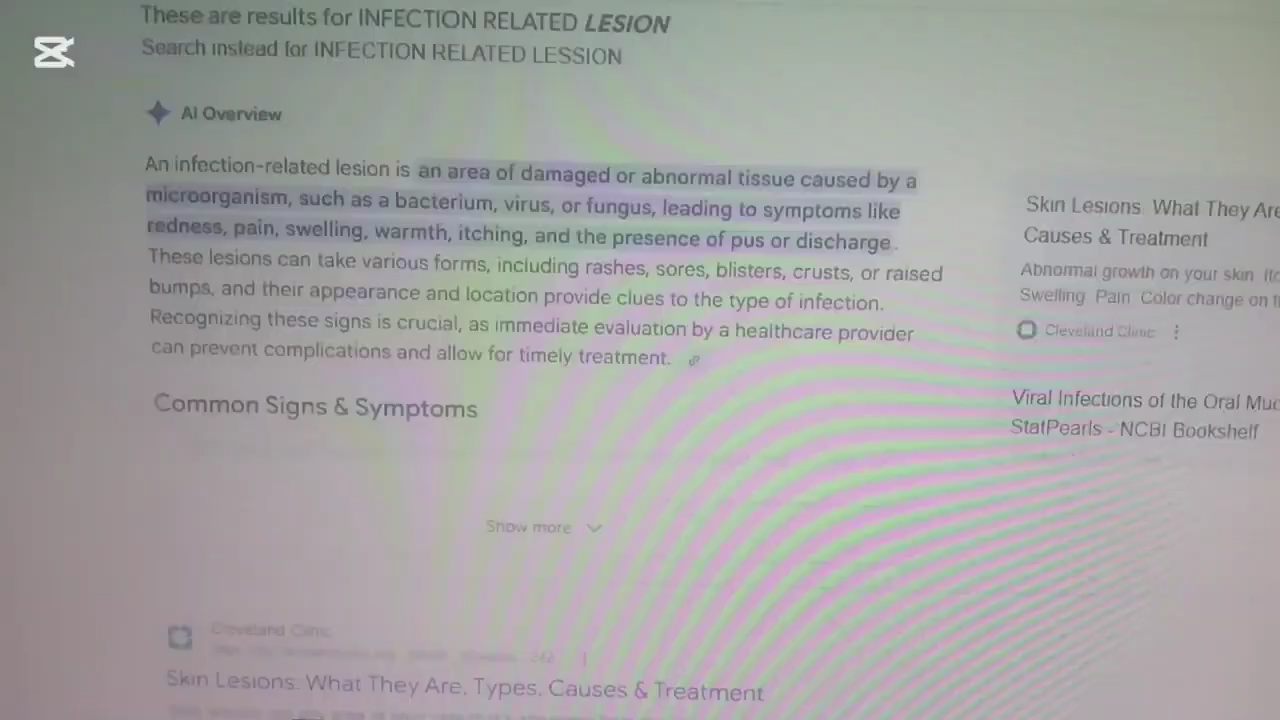 These are results for INFECTION RELATED LESION
Search instead for INFECTION RELATED LESSION
AI Overview
An infection-related lesion is an area of damaged or abnormal tissue caused by a
microorganism, such as a bacterium, virus, or fungus, leading to symptoms like
redness, pain, swelling, warmth, itching, and the presence of pus or discharge.
These lesions can take various forms, including rashes, sores, blisters, crusts, or raised
bumps, and their appearance and location provide clues to the type of infection.
Recognizing these signs is crucial, as immediate evaluation by a healthcare provider
can prevent complications and allow for timely treatment.
Common Signs & Symptoms
Show more
Skin Lesions: What They Are
Causes & Treatment
Abnormal growth on your skin
Swelling. Pain. Color change on
Cleveland Clinic
Viral Infections of the Oral
StatPearls - NCBI Bookshelf
Cleveland Clinic
Skin Lesions: What They Are, Types, Causes & Treatment